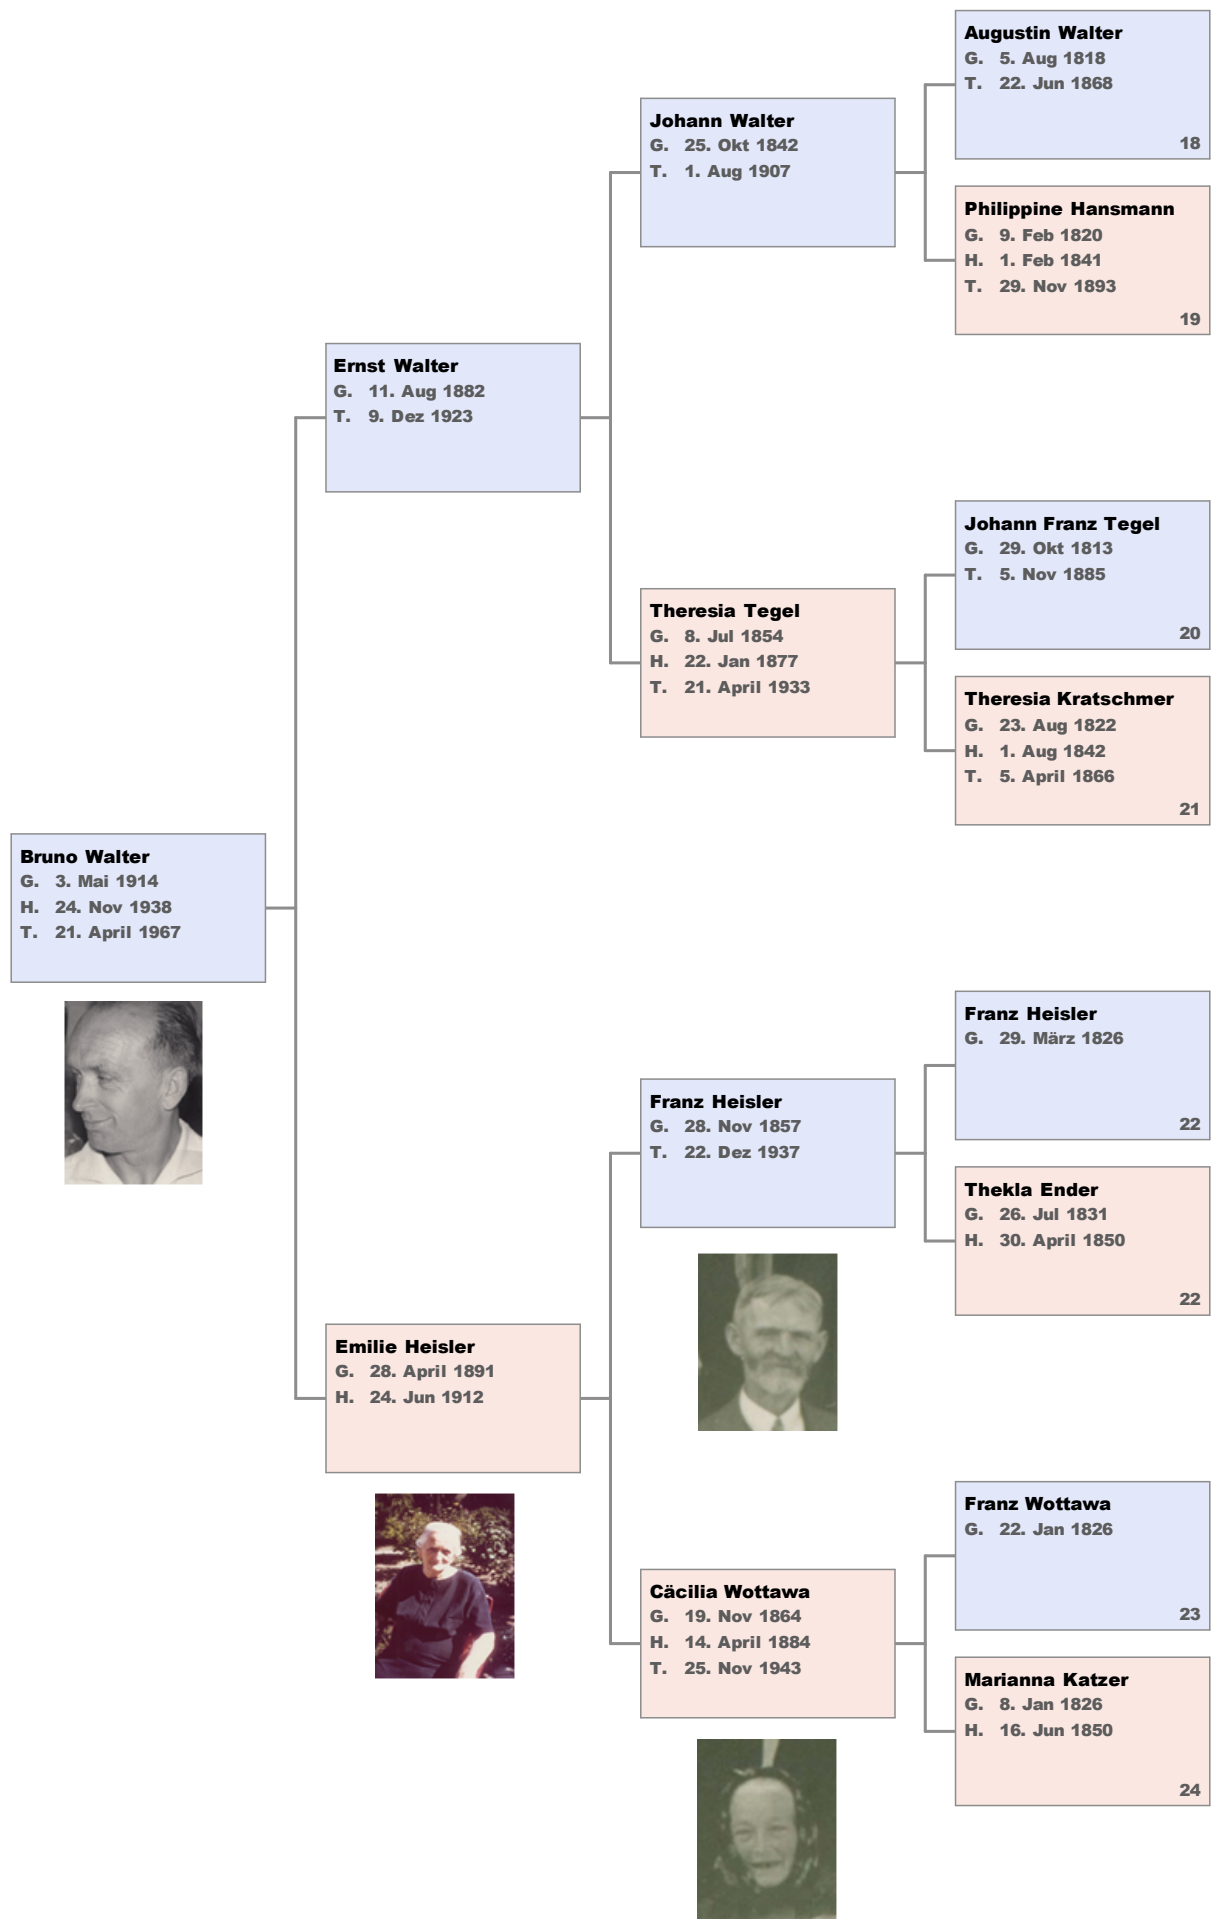 Augustin Walter
G. 5. Aug 1818
T. 22. Jun 1868
18
Johann Walter
G. 25. Okt 1842
T. 1. Aug 1907
Philippine Hansmann
G. 9. Feb 1820
H. 1. Feb 1841
T. 29. Nov 1893
19
Ernst Walter
G. 11. Aug 1882
T. 9. Dez 1923
Johann Franz Tegel
G. 29. Okt 1813
T. 5. Nov 1885
20
Theresia Tegel
G. 8. Jul 1854
H. 22. Jan 1877
T. 21. April 1933
Theresia Kratschmer
G. 23. Aug 1822
H. 1. Aug 1842
T. 5. April 1866
21
Bruno Walter
G. 3. Mai 1914
H. 24. Nov 1938
T. 21. April 1967
Franz Heisler
G. 29. März 1826
22
Franz Heisler
G. 28. Nov 1857
T. 22. Dez 1937
Thekla Ender
G. 26. Jul 1831
H. 30. April 1850
22
Emilie Heisler
G. 28. April 1891
H. 24. Jun 1912
Franz Wottawa
G. 22. Jan 1826
23
Cäcilia Wottawa
G. 19. Nov 1864
H. 14. April 1884
T. 25. Nov 1943
Marianna Katzer
G. 8. Jan 1826
H. 16. Jun 1850
24